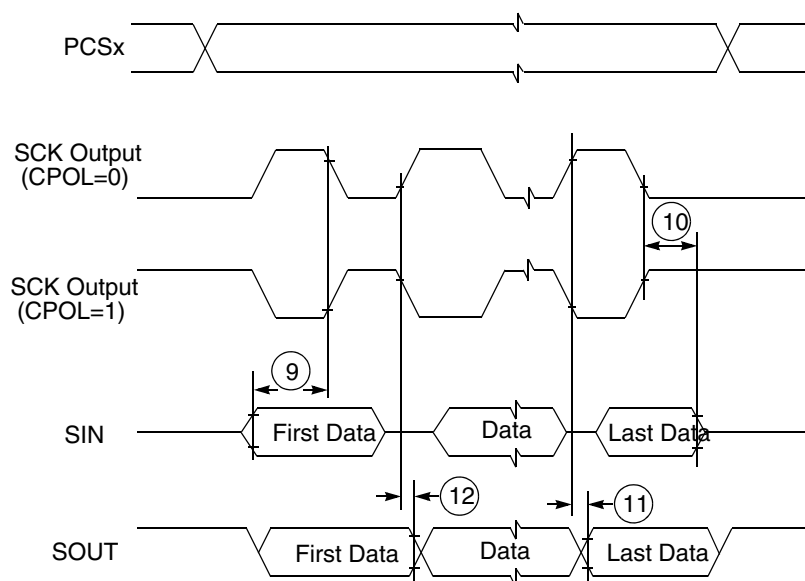 PCSx
SCK Output
(CPOL=0)
10
SCK Output
(CPOL=1)
9
SIN
First Data
Data
Last Data
12
11
SOUT
First Data
Data
Last Data